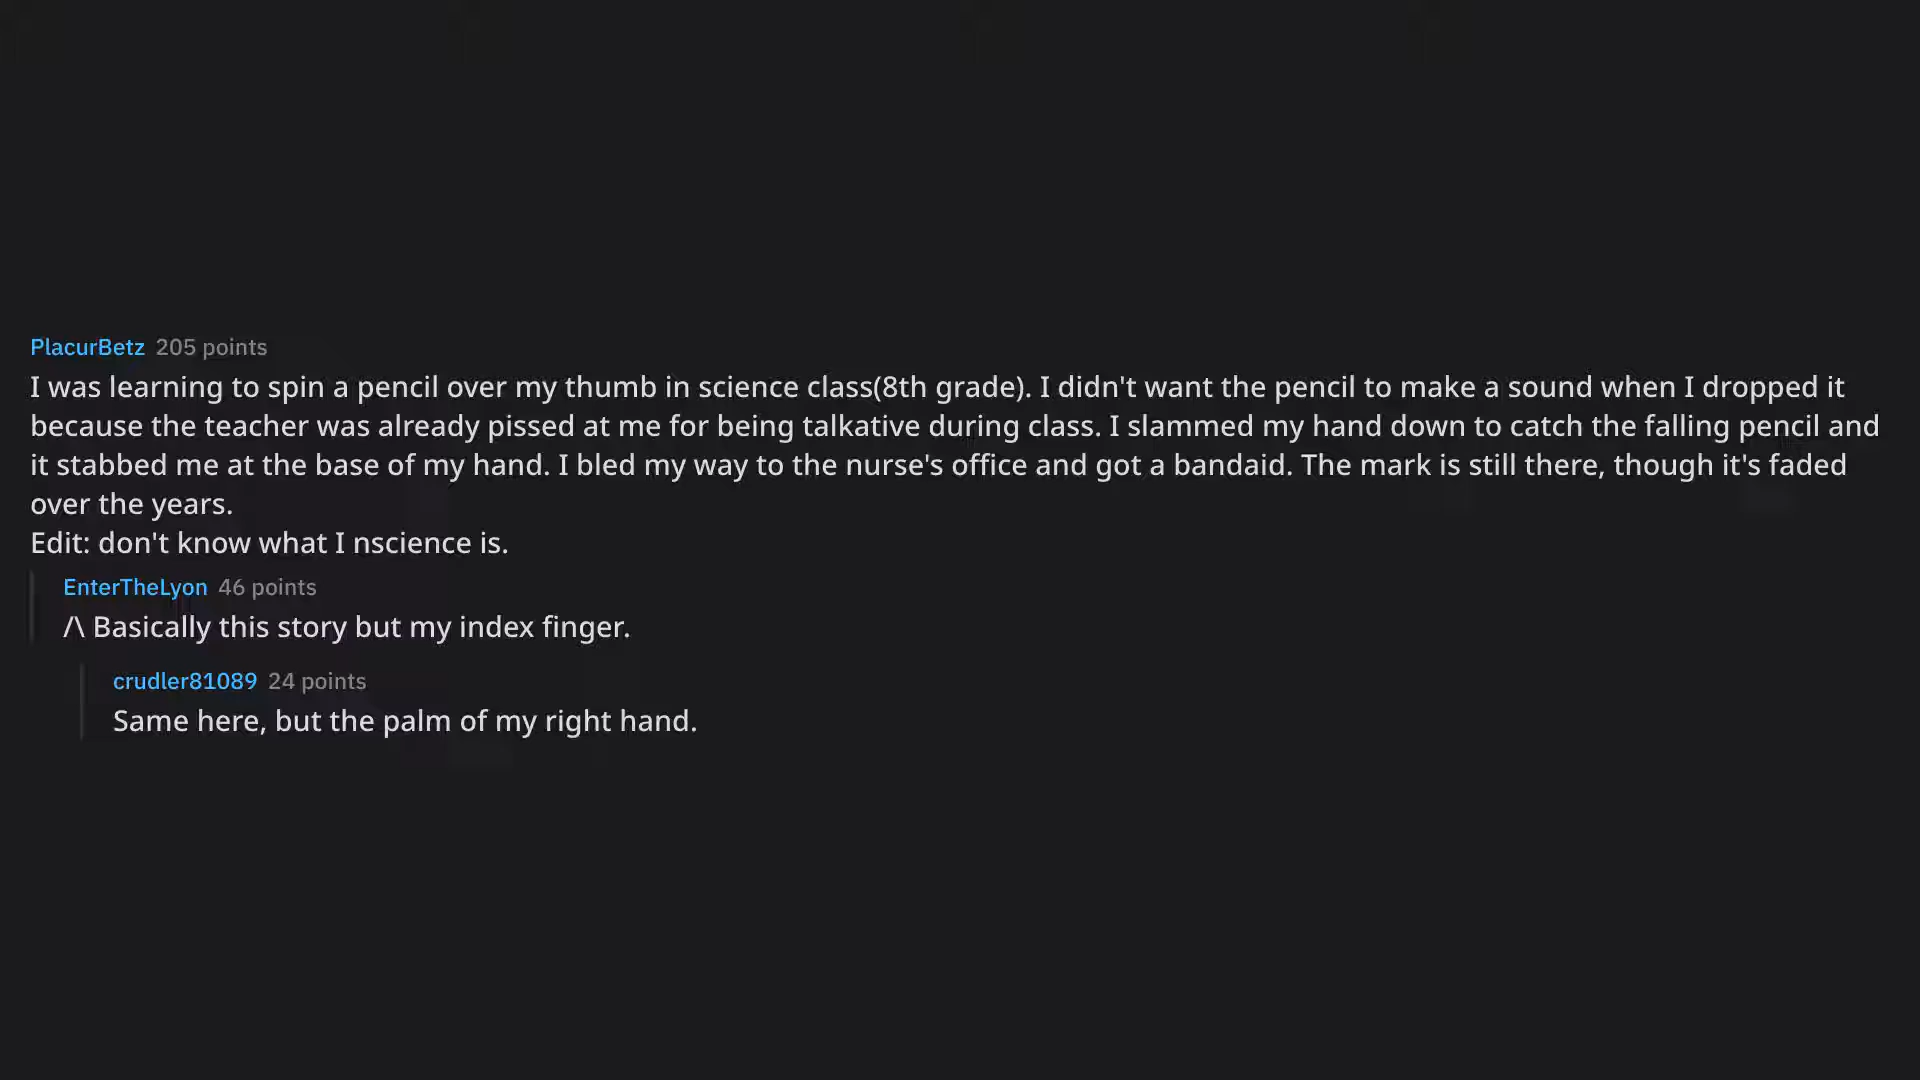 PlacurBetz 205 points
I was learning to spin a pencil over my thumb in science class(8th grade). I didn't want the pencil to make a sound when I dropped it
because the teacher was already pissed at me for being talkative during class. I slammed my hand down to catch the falling pencil and
it stabbed me at the base of my hand. I bled my way to the nurse's office and got a bandaid. The mark is still there, though it's faded
over the years.
Edit: don't know what I nscience is.
EnterTheLyon 46 points
/\ Basically this story but my index finger.
crudler81089 24 points
Same here, but the palm of my right hand.